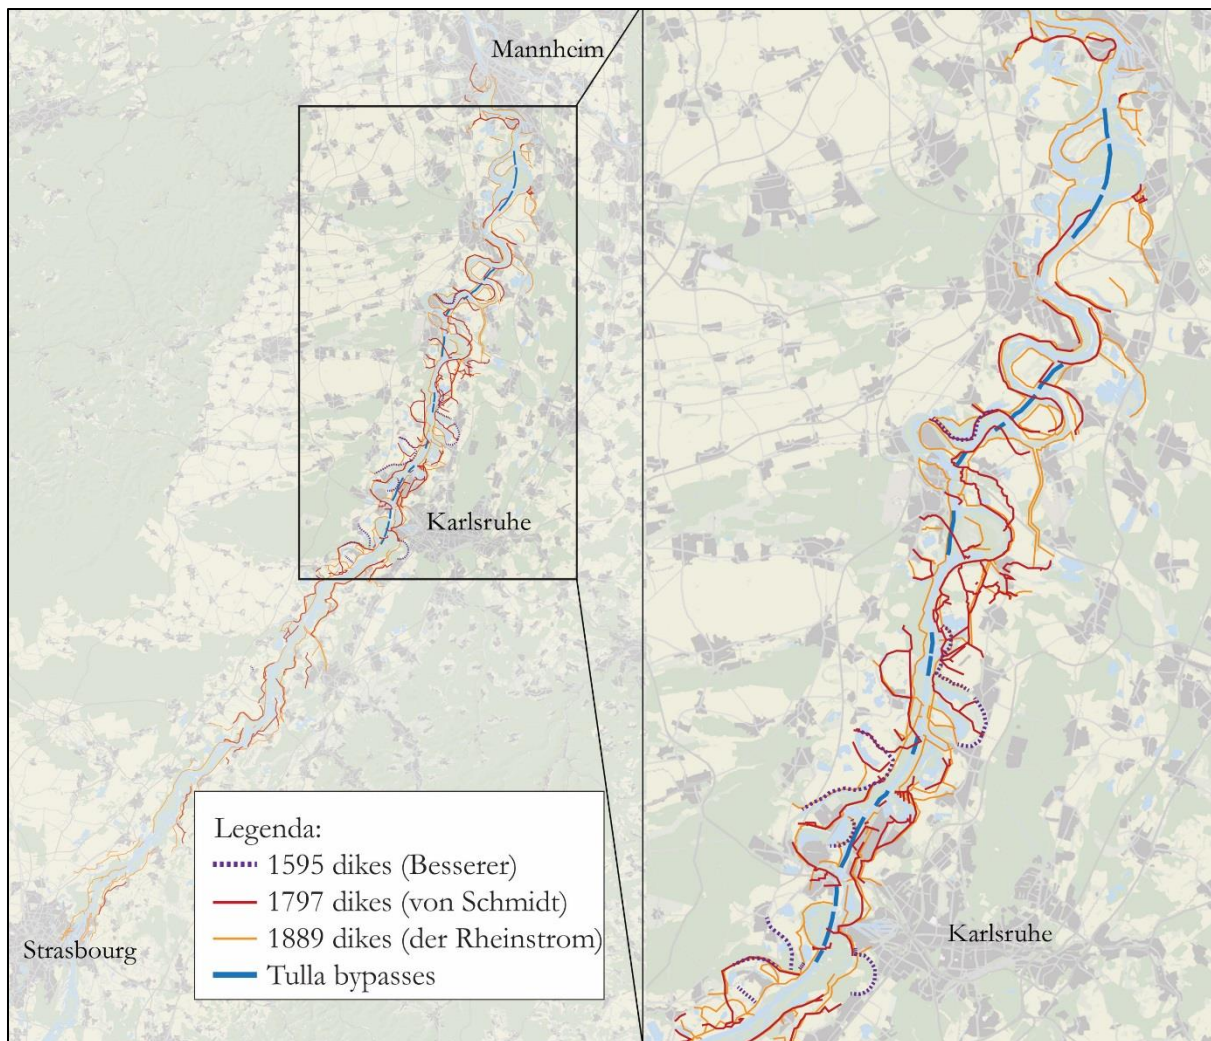 Mannheim
Karlsruhe
Strasbourg
Legenda:
1595 dikes (Besserer)
1797 dikes (von Schmidt)
1889 dikes (der Rheinstrom)
Tulla bypasses
Karlsruhe